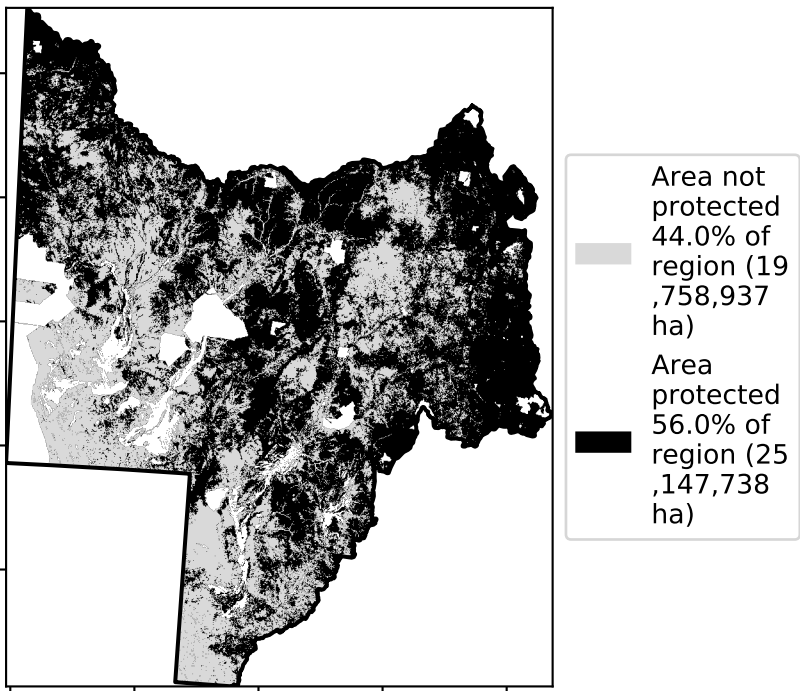 Area not
protected
44.0% of
region (19
,758,937
ha)
Area
protected
56.0% of
region (25
,147,738
ha)